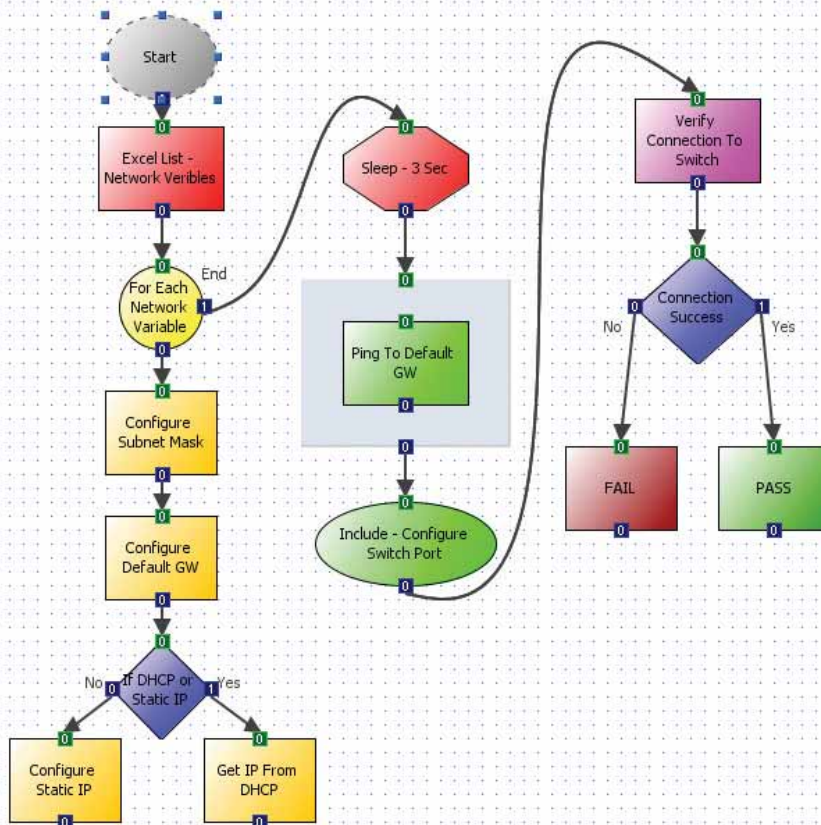 Start
0
0
Excel List -
Network Veribles
0
0
For Each
Network
Variable
End
1
0
0
Configure
Subnet Mask
0
0
Configure
Default GW
0
0
If DHCP or
Static IP
No
0
1
Yes
0
Configure
Static IP
0
0
Get IP From
DHCP
0
0
Sleep - 3 Sec
0
0
0
Ping To Default
GW
0
0
0
Include - Configure
Switch Port
0
0
Verify
Connection To
Switch
0
0
Connection
Success
No
0
1
Yes
0
FAIL
0
0
PASS
0